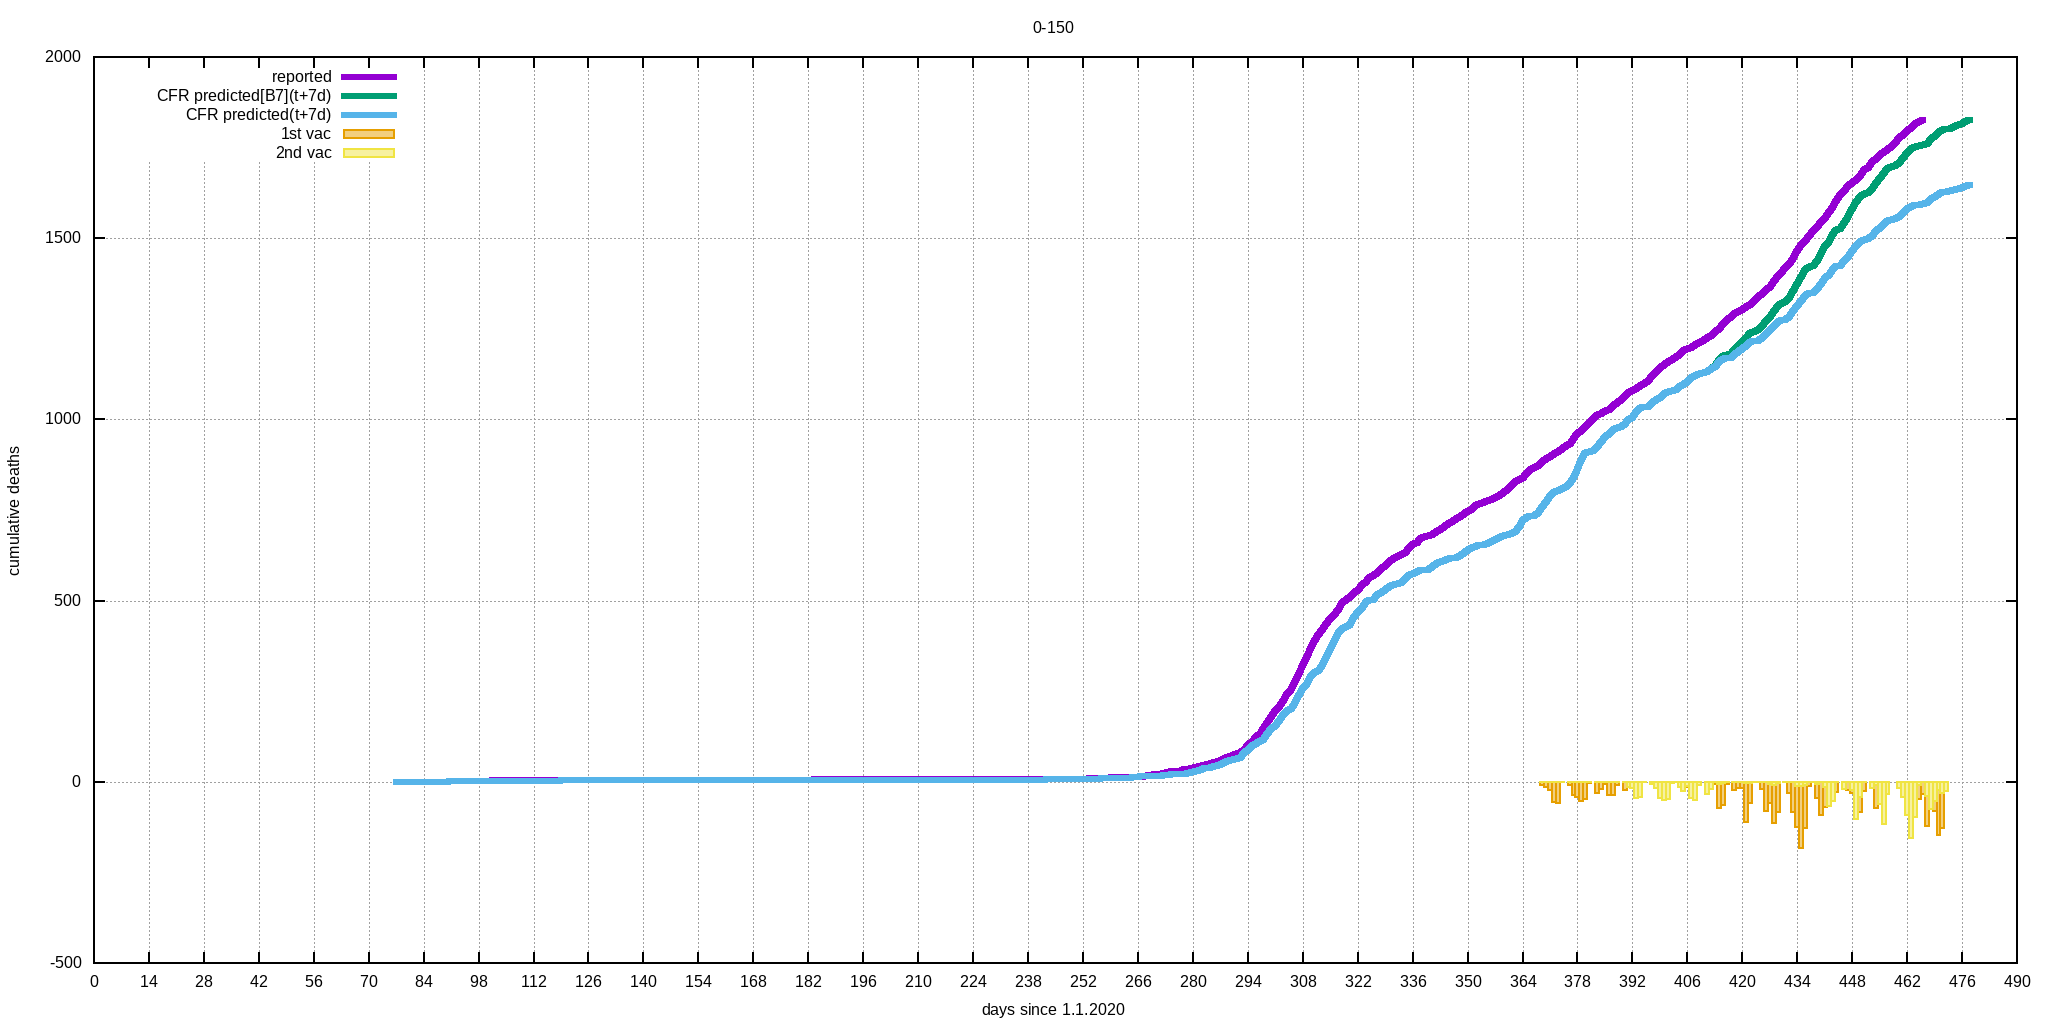 0-150
2000
1500
1000
500
0
-500
cumulative deaths
reported
CFR predicted[B7](t+7d)
CFR predicted(t+7d)
1st vac
2nd vac
0 14 28 42 56 70 84 98 112 126 140 154 168 182 196 210 224 238 252 266 280 294 308 322 336 350 364 378 392 406 420 434 448 462 476 490
days since 1.1.2020